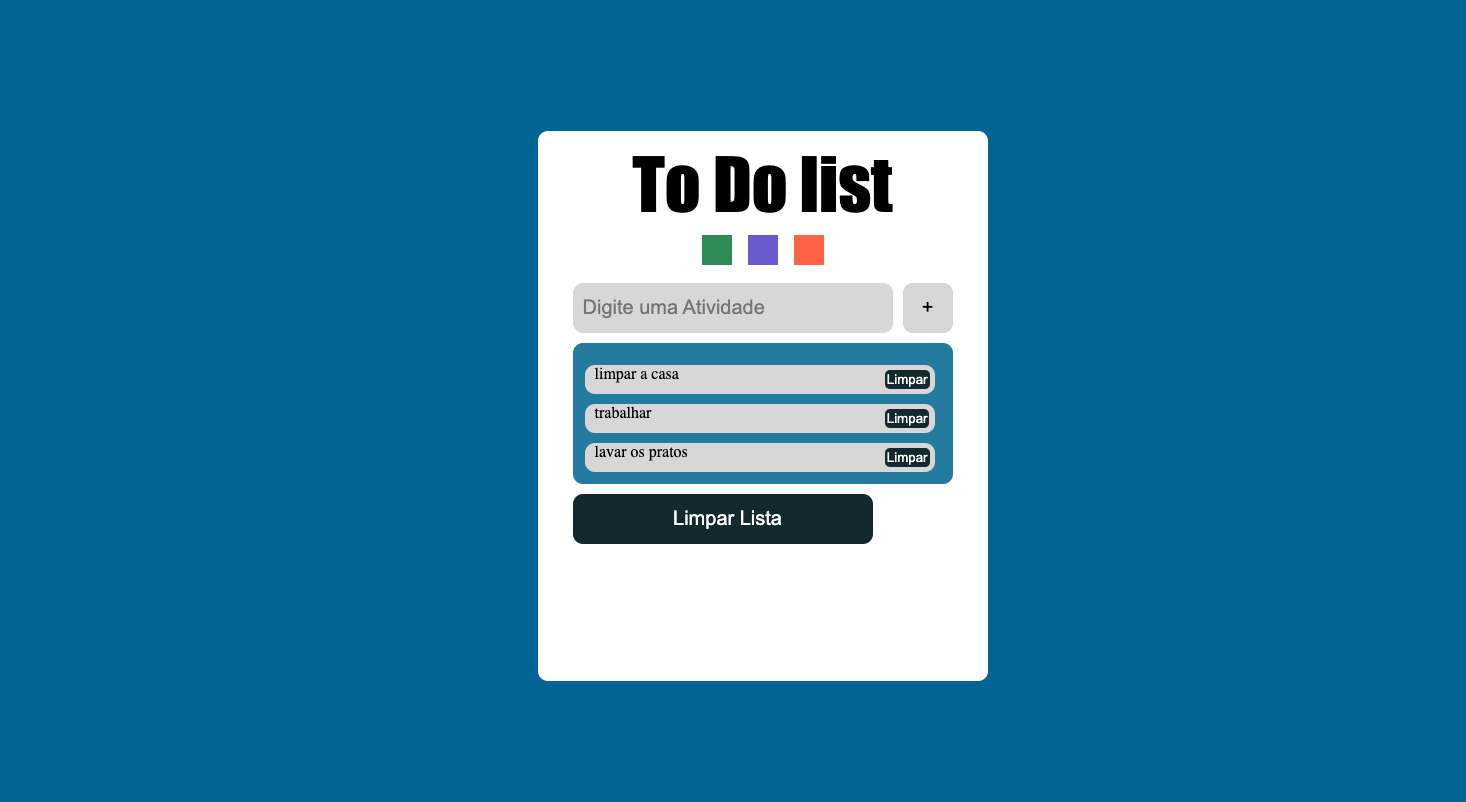 To Do list
Digite uma Atividade +
limpar a casa Limpar
trabalhar Limpar
lavar os pratos Limpar
Limpar Lista